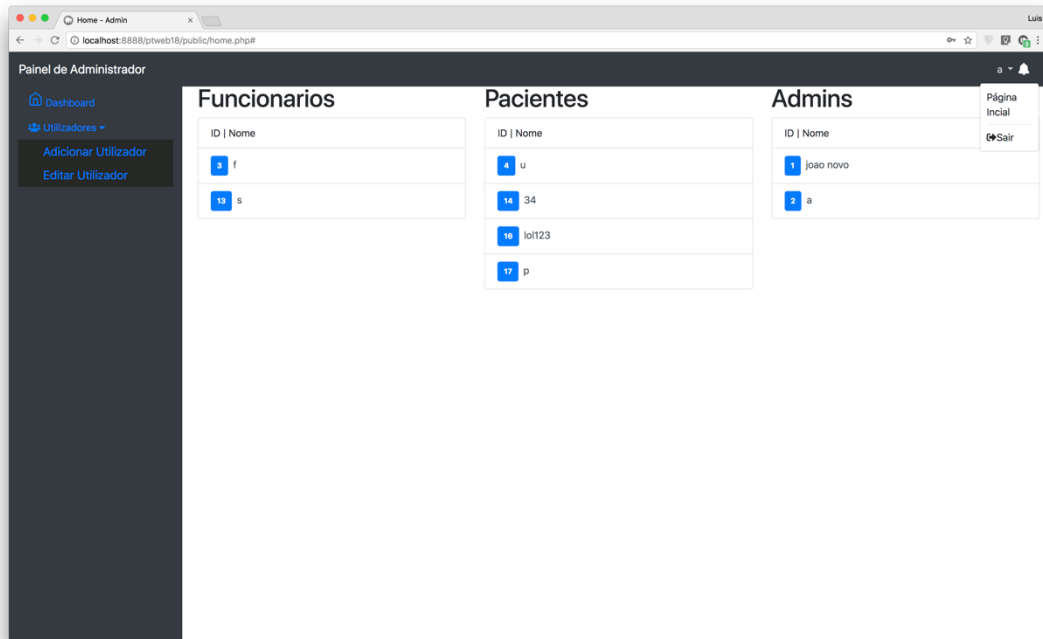 Home - Admin
Luis
localhost:8888/ptweb18/public/home.php#
Painel de Administrador
a
Dashboard
Utilizadores
Adicionar Utilizador
Editar Utilizador
Funcionarios
ID | Nome
3 f
13 s
Pacientes
ID | Nome
4 u
14 34
16 lol123
17 p
Admins
ID | Nome
1 joao novo
2 a
Página
Incial
Sair